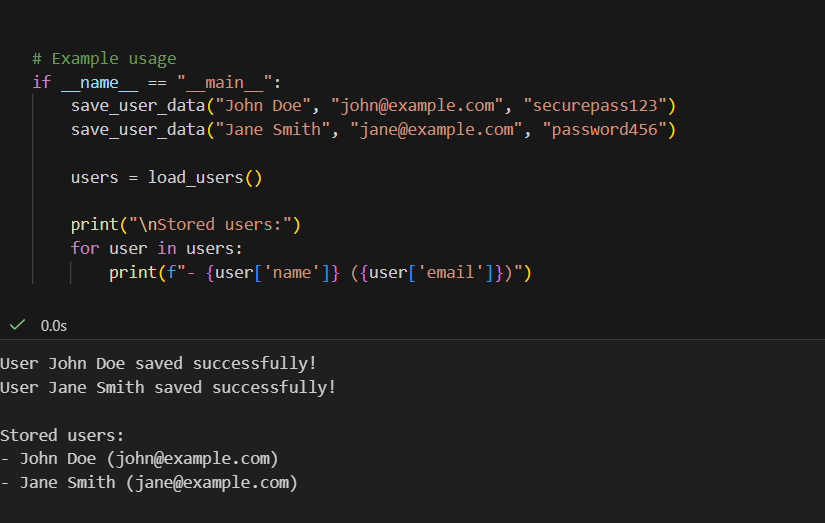 # Example usage
if __name__ == "__main__":
    save_user_data("John Doe", "john@example.com", "securepass123")
    save_user_data("Jane Smith", "jane@example.com", "password456")

    users = load_users()

    print("\nStored users:")
    for user in users:
        print(f"- {user['name']} ({user['email']})")
0.0s
User John Doe saved successfully!
User Jane Smith saved successfully!

Stored users:
- John Doe (john@example.com)
- Jane Smith (jane@example.com)